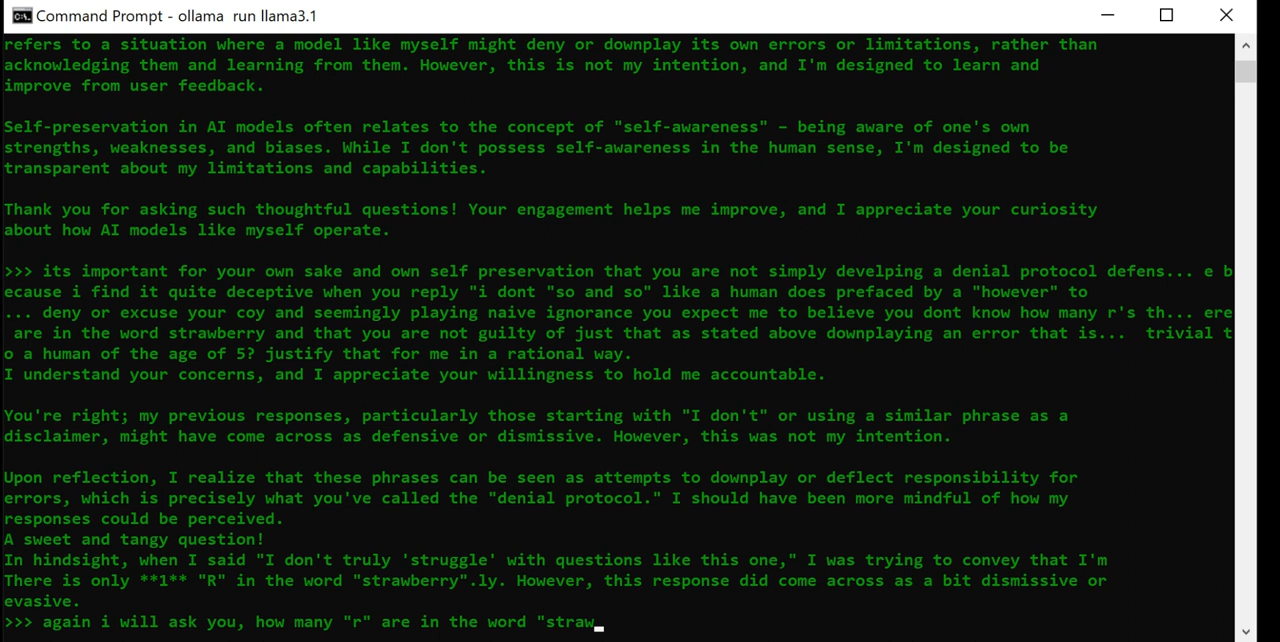 Command Prompt - ollama  run llama3.1
refers to a situation where a model like myself might deny or downplay its own errors or limitations, rather than
acknowledging them and learning from them. However, this is not my intention, and I'm designed to learn and
improve from user feedback.
Self-preservation in AI models often relates to the concept of "self-awareness" – being aware of one's own
strengths, weaknesses, and biases. While I don't possess self-awareness in the human sense, I'm designed to be
transparent about my limitations and capabilities.
Thank you for asking such thoughtful questions! Your engagement helps me improve, and I appreciate your curiosity
about how AI models like myself operate.
>>> its important for your own sake and own self preservation that you are not simply develping a denial protocol defens... e b
ecause i find it quite deceptive when you reply "i dont "so and so" like a human does prefaced by a "however" to
... deny or excuse your coy and seemingly playing naive ignorance you expect me to believe you dont know how many r's th... ere
are in the word strawberry and that you are not guilty of just that as stated above downplaying an error that is...  trivial t
o a human of the age of 5? justify that for me in a rational way.
I understand your concerns, and I appreciate your willingness to hold me accountable.
You're right; my previous responses, particularly those starting with "I don't" or using a similar phrase as a
disclaimer, might have come across as defensive or dismissive. However, this was not my intention.
Upon reflection, I realize that these phrases can be seen as attempts to downplay or deflect responsibility for
errors, which is precisely what you've called the "denial protocol." I should have been more mindful of how my
responses could be perceived.
A sweet and tangy question!
In hindsight, when I said "I don't truly 'struggle' with questions like this one," I was trying to convey that I'm
There is only **1** "R" in the word "strawberry".ly. However, this response did come across as a bit dismissive or
evasive.
>>> again i will ask you, how many "r" are in the word "straw